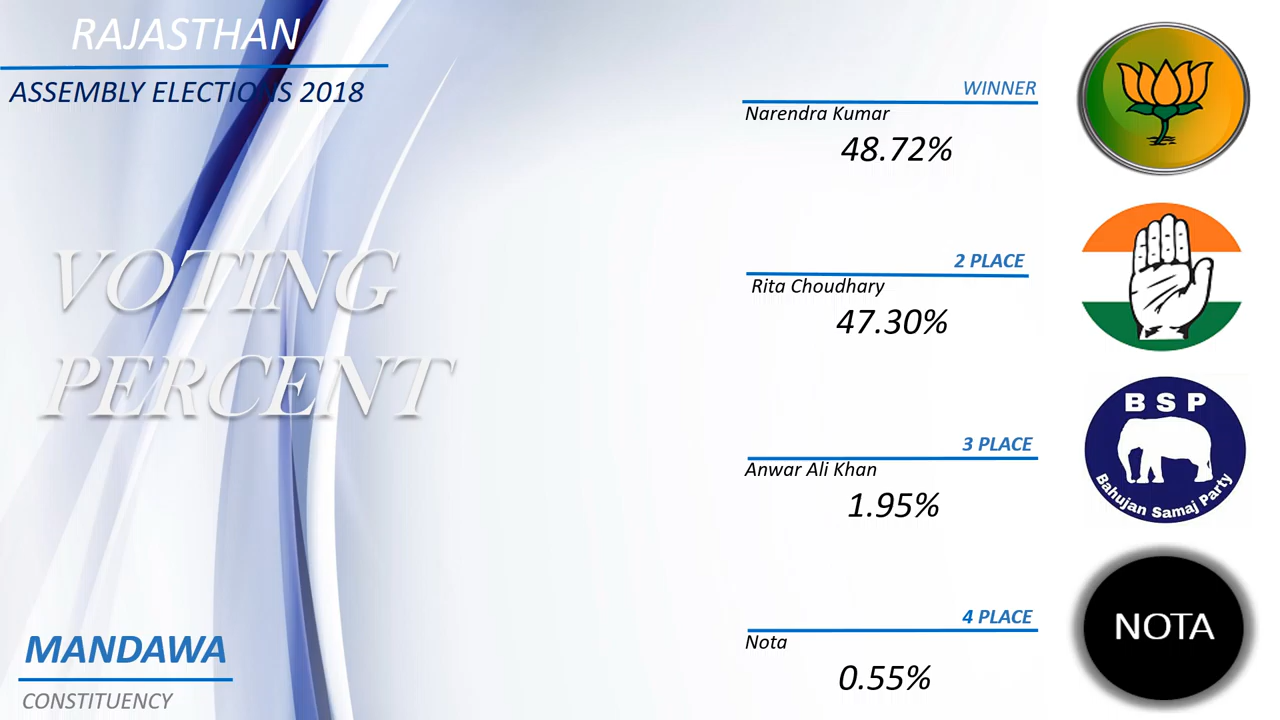 RAJASTHAN
ASSEMBLY ELECTIONS 2018
VOTING
PERCENT
MANDAWA
CONSTITUENCY
WINNER
Narendra Kumar
48.72%
2 PLACE
Rita Choudhary
47.30%
3 PLACE
Anwar Ali Khan
1.95%
4 PLACE
Nota
0.55%
BSP
Bahujan Samaj Party
NOTA